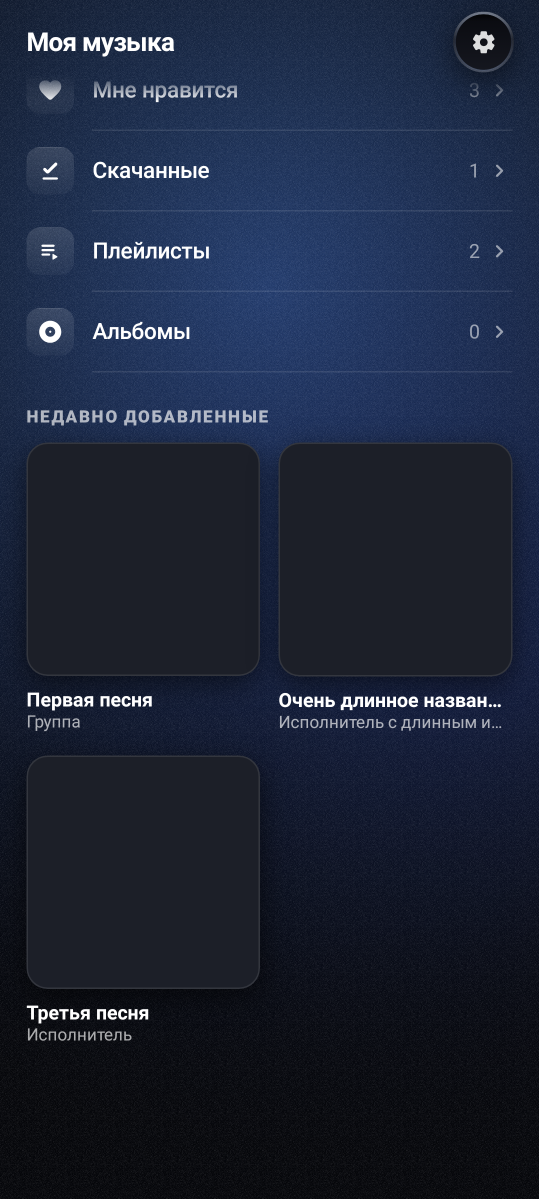 Моя музыка
Мне нравится 3
Скачанные 1
Плейлисты 2
Альбомы 0
НЕДАВНО ДОБАВЛЕННЫЕ
Первая песня
Группа
Очень длинное назван...
Исполнитель с длинным и...
Третья песня
Исполнитель